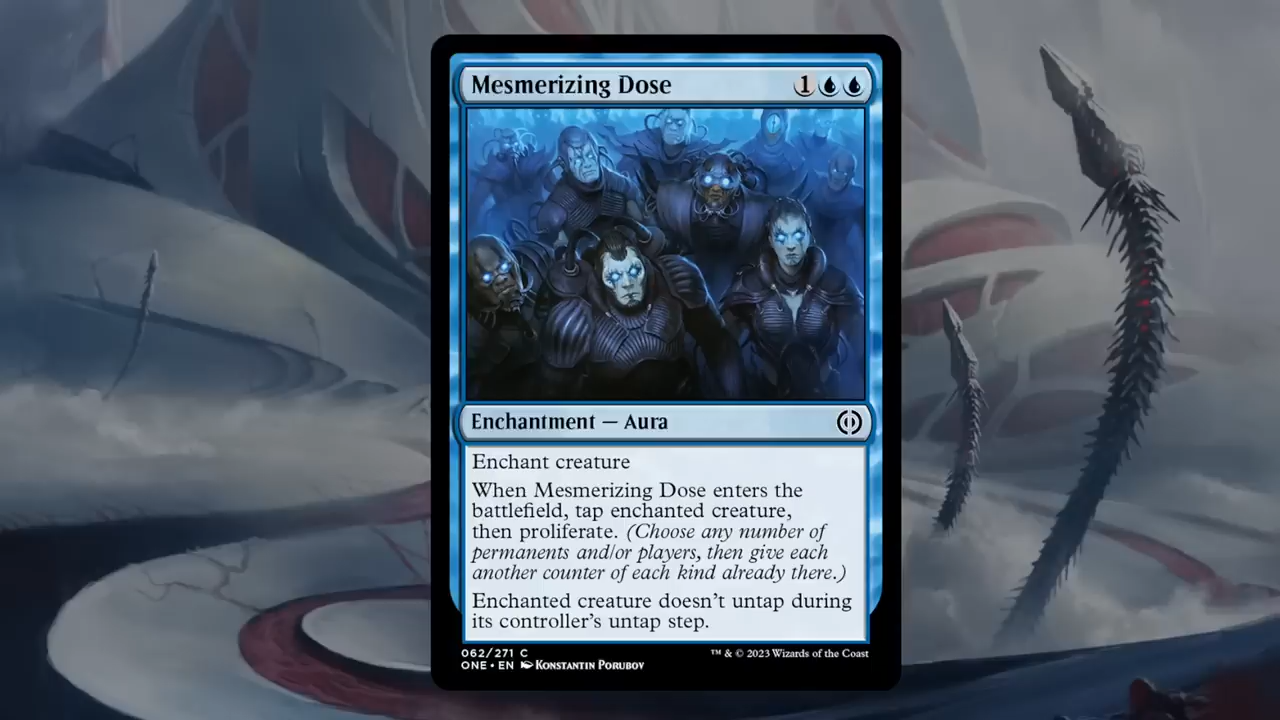 Mesmerizing Dose 1
Enchantment — Aura
Enchant creature
When Mesmerizing Dose enters the
battlefield, tap enchanted creature,
then proliferate. (Choose any number of
permanents and/or players, then give each
another counter of each kind already there.)
Enchanted creature doesn't untap during
its controller's untap step.
062/271 C
ONE • EN Konstantin Porubov
™ & © 2023 Wizards of the Coast